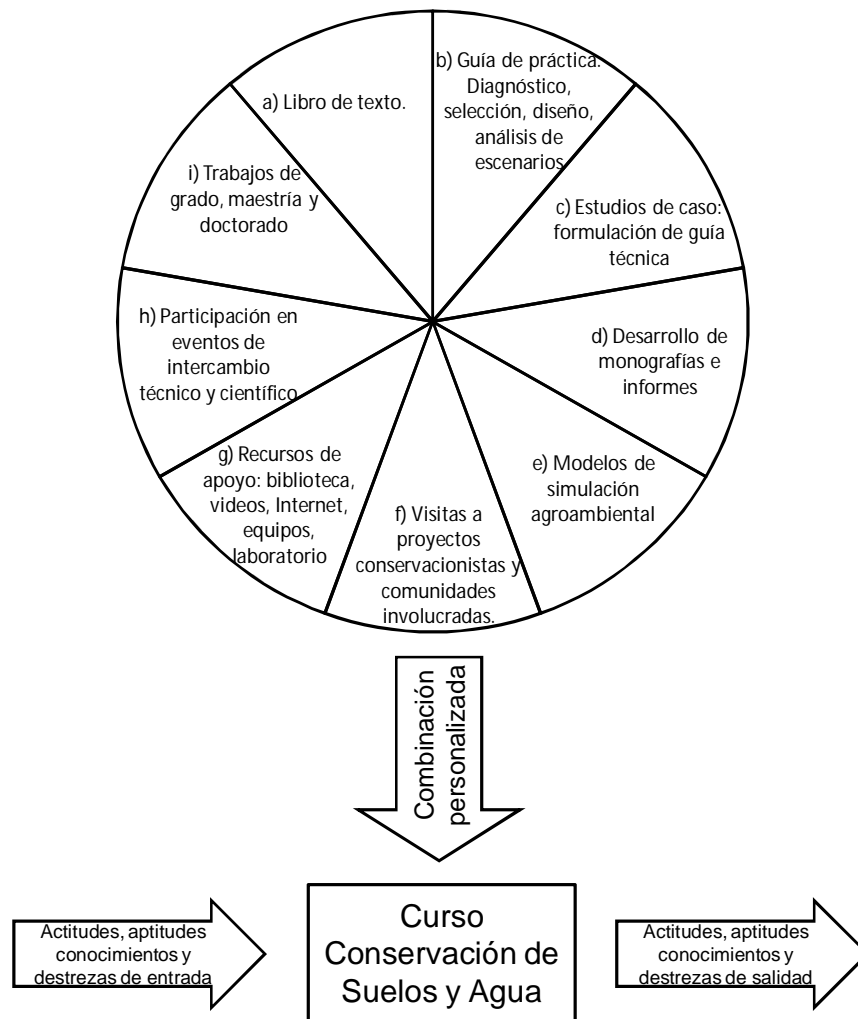 a) Libro de texto.
b) Guía de práctica:
Diagnóstico,
selección, diseño,
análisis de
escenarios
c) Estudios de caso:
formulación de guía
técnica
d) Desarrollo de
monografías e
informes
e) Modelos de
simulación
agroambiental
f) Visitas a
proyectos
conservacionistas y
comunidades
involucradas.
g) Recursos de
apoyo: biblioteca,
videos, Internet,
equipos,
laboratorio
h) Participación en
eventos de
intercambio
técnico y científico
i) Trabajos de
grado, maestría y
doctorado
Combinación
personalizada
Actitudes, aptitudes
conocimientos y
destrezas de entrada
Curso
Conservación de
Suelos y Agua
Actitudes, aptitudes
conocimientos y
destrezas de salidad